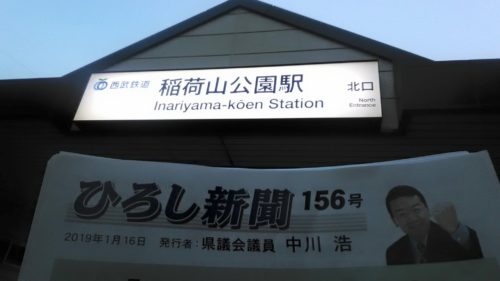 西武鉄道 稲荷山公園駅 北口
Inariyama-kōen Station North
Entrance
ひろし新聞 156号
2019年1月16日 発行者：県議会議員 中川 浩